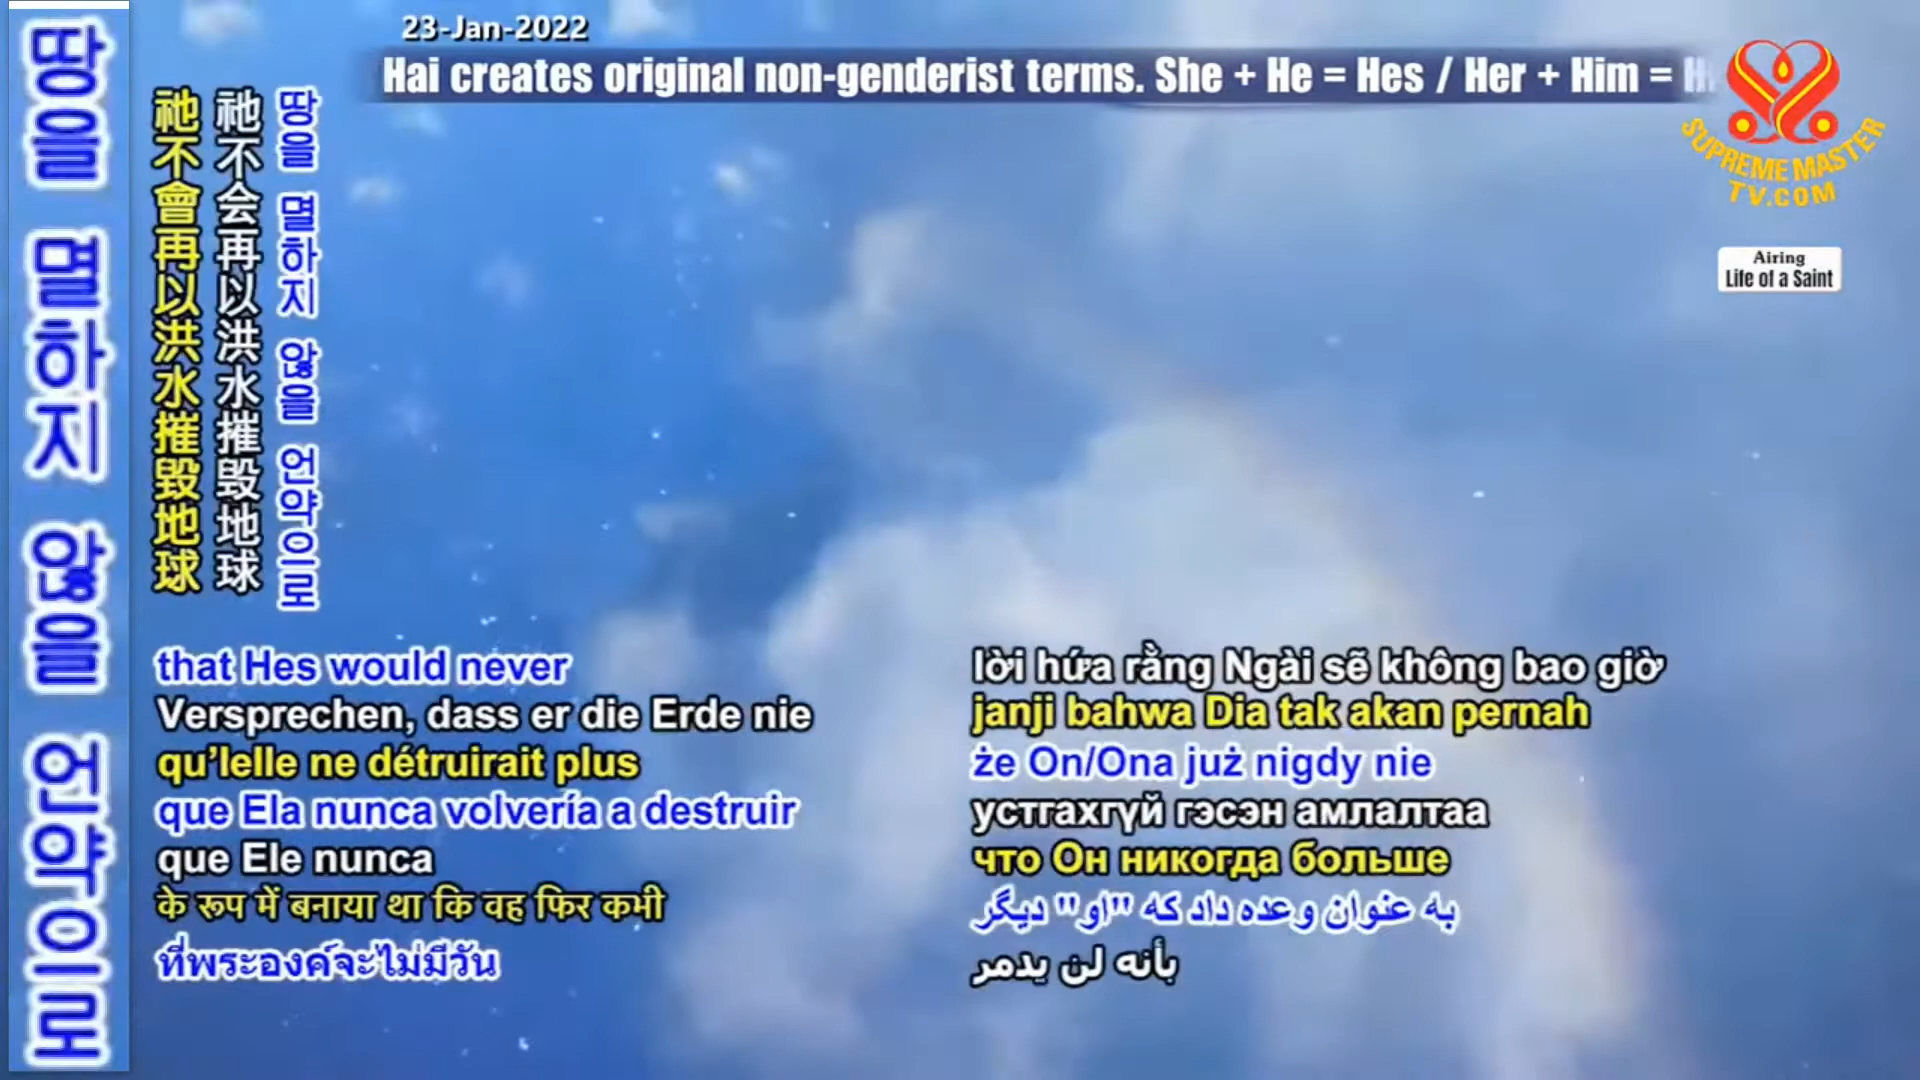 땅을 멸하지 않을 언약으로
23-Jan-2022
Hai creates original non-genderist terms. She + He = Hes / Her + Him =
祂不會再以洪水摧毀地球
祂不会再以洪水摧毁地球
땅을 멸하지 않을 언약으로
SUPREME MASTER
TV.COM
Airing
Life of a Saint
that Hes would never
Versprechen, dass er die Erde nie
qu’lelle ne détruirait plus
que Ela nunca volvería a destruir
que Ele nunca
के रूप में बनाया था कि वह फिर कभी
ที่พระองค์จะไม่มีวัน
lời hứa rằng Ngài sẽ không bao giờ
janji bahwa Dia tak akan pernah
że On/Ona już nigdy nie
устгахгүй гэсэн амлалтаа
что Он никогда больше
به عنوان وعده داد که "او" دیگر
بأنه لن يدمر